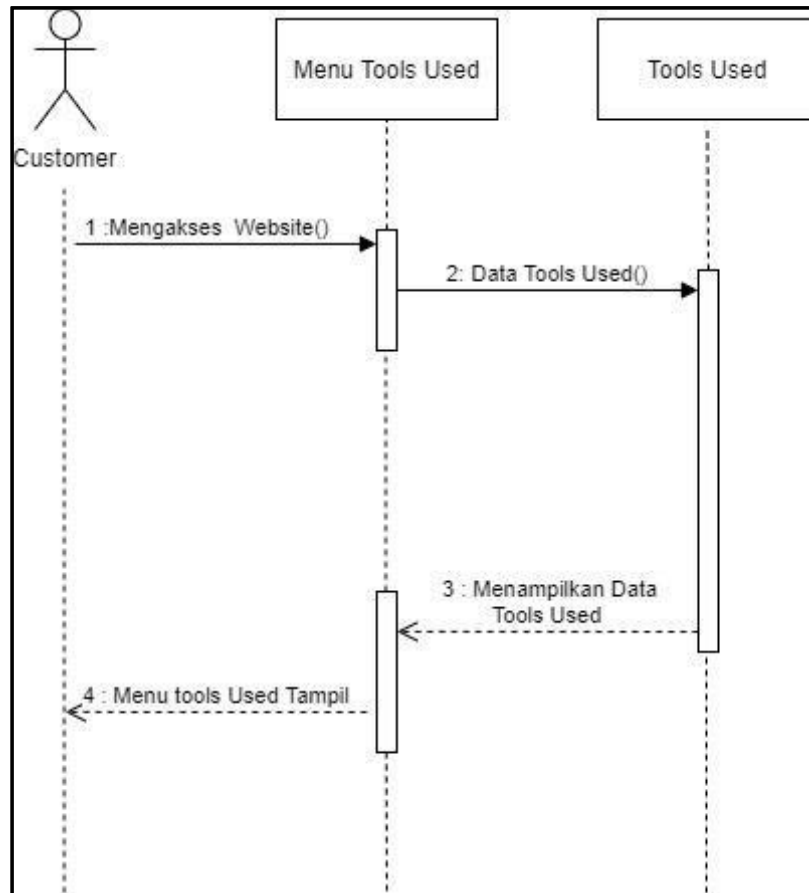 Menu Tools Used
Tools Used
Customer
1 :Mengakses Website()
2: Data Tools Used()
3 : Menampilkan Data
Tools Used
4 : Menu tools Used Tampil